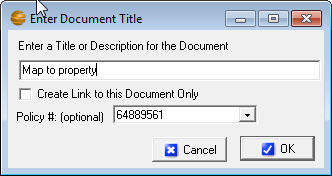 Enter Document Title
Enter a Title or Description for the Document
Map to property
Create Link to this Document Only
Policy #: (optional) 64889561
Cancel OK